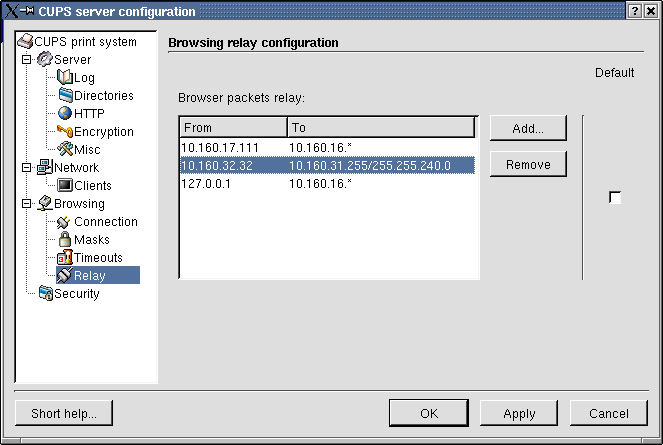 CUPS server configuration
CUPS print system
Server
Log
Directories
HTTP
Encryption
Misc
Network
Clients
Browsing
Connection
Masks
Timeouts
Relay
Security
Browsing relay configuration
Default
Browser packets relay:
From To
10.160.17.111 10.160.16.*
10.160.32.32 10.160.31.255/255.255.240.0
127.0.0.1 10.160.16.*
Add...
Remove
Short help...
OK
Apply
Cancel